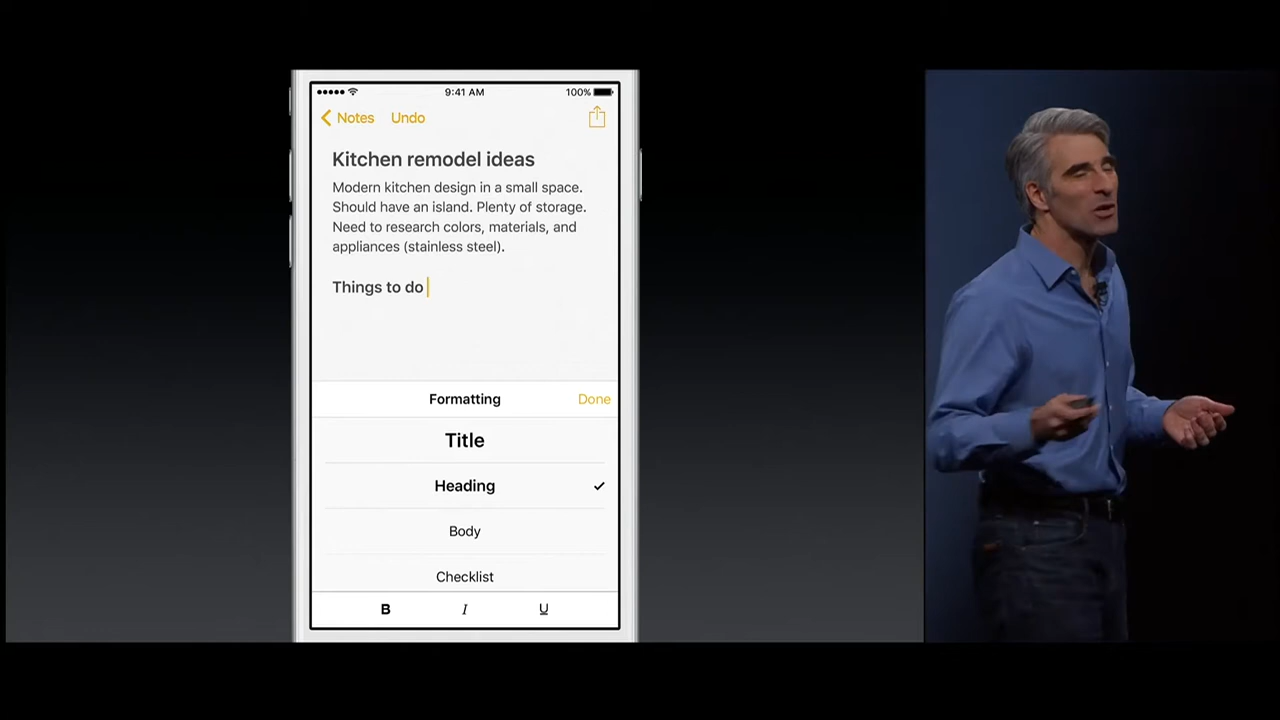 9:41 AM
100%
Notes
Undo
Kitchen remodel ideas
Modern kitchen design in a small space.
Should have an island. Plenty of storage.
Need to research colors, materials, and
appliances (stainless steel).
Things to do
Formatting
Done
Title
Heading
Body
Checklist
B
I
U